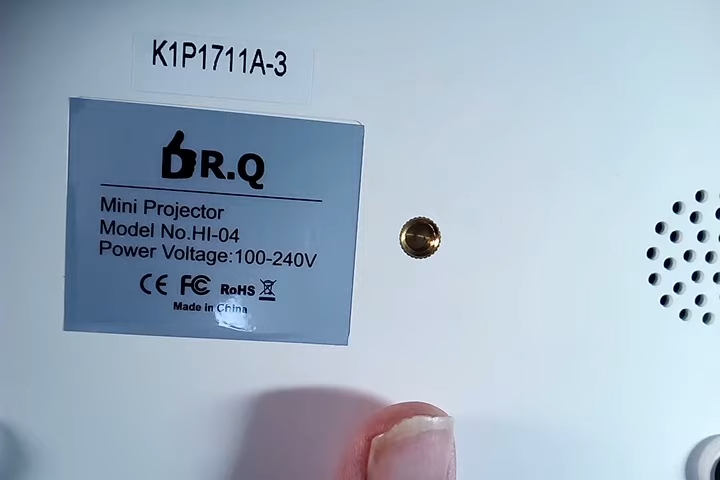 K1P1711A-3
DR.Q
Mini Projector
Model No.HI-04
Power Voltage:100-240V
CE FC RoHS
Made in China